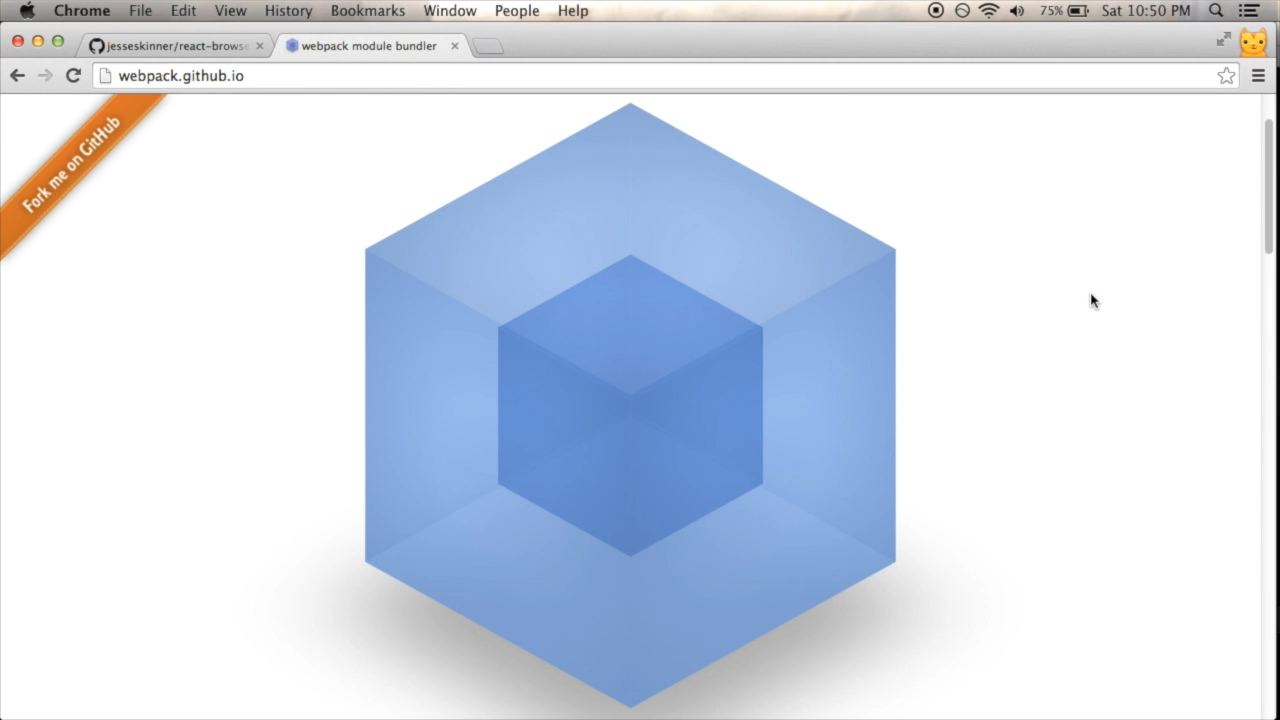 Chrome File Edit View History Bookmarks Window People Help 75% Sat 10:50 PM
jesseskinner/react-browse webpack module bundler
webpack.github.io
Fork me on GitHub